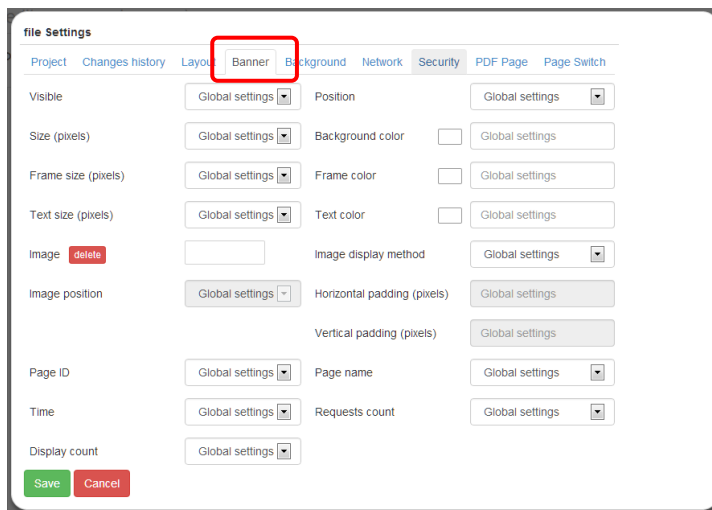 file Settings
Project Changes history Layout Banner Background Network Security PDF Page Page Switch
Visible Global settings Position Global settings
Size (pixels) Global settings Background color Global settings
Frame size (pixels) Global settings Frame color Global settings
Text size (pixels) Global settings Text color Global settings
Image delete Image display method Global settings
Image position Global settings Horizontal padding (pixels) Global settings
Vertical padding (pixels) Global settings
Page ID Global settings Page name Global settings
Time Global settings Requests count Global settings
Display count Global settings
Save Cancel